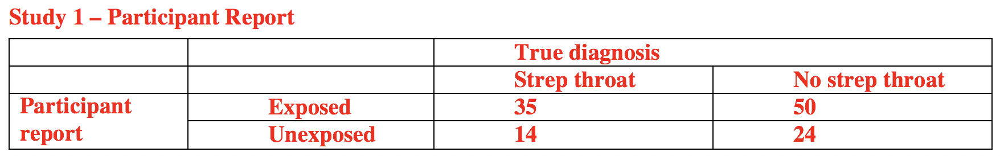 Study 1 – Participant Report
True diagnosis
Strep throat No strep throat
Participant report Exposed 35 50
Unexposed 14 24